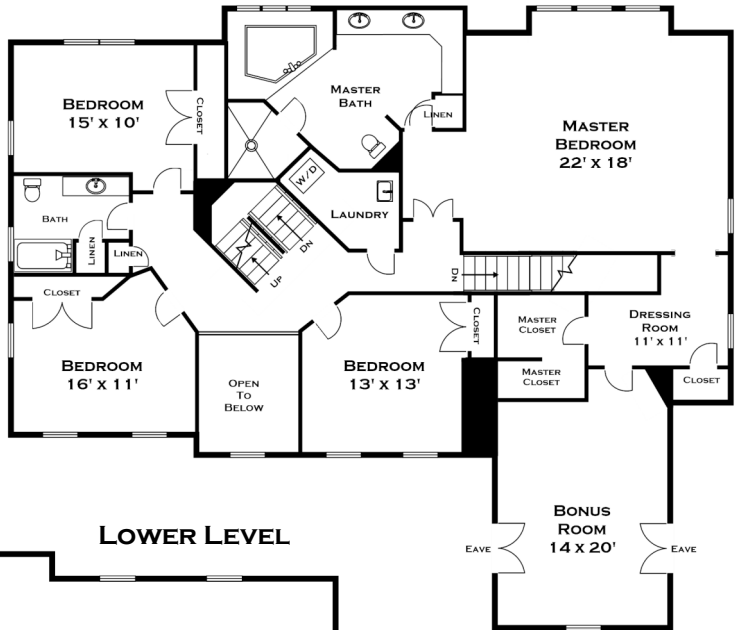 BEDROOM
15' X 10'
CLOSET
MASTER
BATH
LINEN
MASTER
BEDROOM
22' X 18'
W/D
LAUNDRY
BATH
LINEN
LINEN
DN
UP
DN
CLOSET
BEDROOM
16' X 11'
OPEN
TO
BELOW
BEDROOM
13' X 13'
CLOSET
MASTER
CLOSET
MASTER
CLOSET
DRESSING
ROOM
11' X 11'
CLOSET
BONUS
ROOM
14 X 20'
EAVE
EAVE
LOWER LEVEL